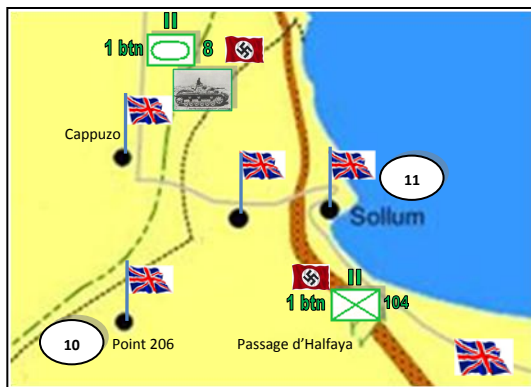 II
1 btn 8
Cappuzo
11
Sollum
II
1 btn 104
10
Point 206
Passage d'Halfaya